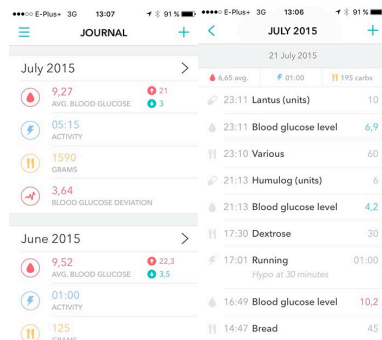 E-Plus+ 3G 13:07 91 %
JOURNAL +
July 2015
9,27 21
AVG. BLOOD GLUCOSE 3
05:15
ACTIVITY
1590
GRAMS
3,64
BLOOD GLUCOSE DEVIATION
June 2015
9,52 22,3
AVG. BLOOD GLUCOSE 3,5
01:00
ACTIVITY
125
GRAMS
E-Plus+ 3G 13:06 91 %
JULY 2015 +
21 July 2015
6,65 avg. 01:00 195 carbs
23:11 Lantus (units) 10
23:11 Blood glucose level 6,9
23:10 Various 60
21:13 Humulog (units) 6
21:13 Blood glucose level 4,2
17:30 Dextrose 30
17:01 Running 01:00
Hypo at 30 minutes
16:49 Blood glucose level 10,2
14:47 Bread 45